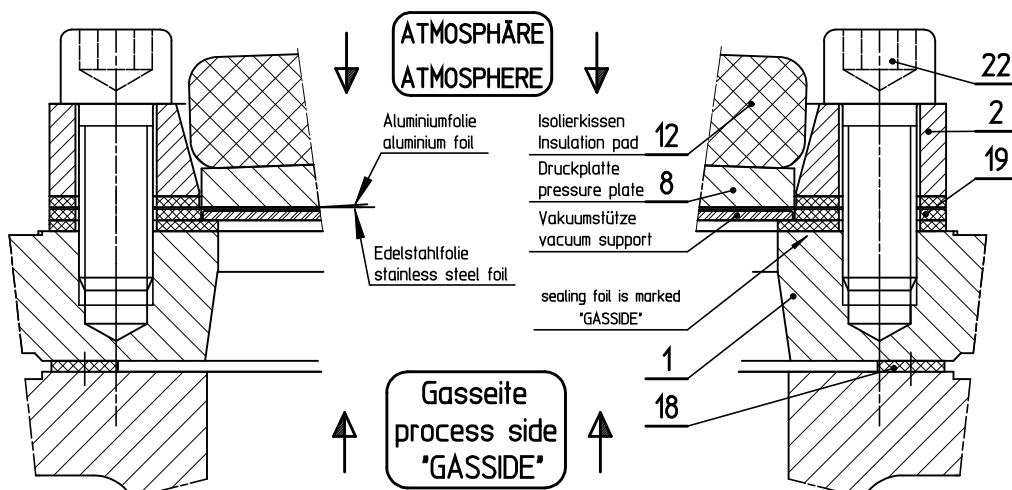 ATMOSPHÄRE
ATMOSPHERE
Aluminiumfolie
aluminium foil
Edelstahlfolie
stainless steel foil
Isolierkissen
Insulation pad 12
Druckplatte
pressure plate 8
Vakuumstütze
vacuum support
sealing foil is marked
"GASSIDE"
1
18
22
2
19
Gasseite
process side
"GASSIDE"